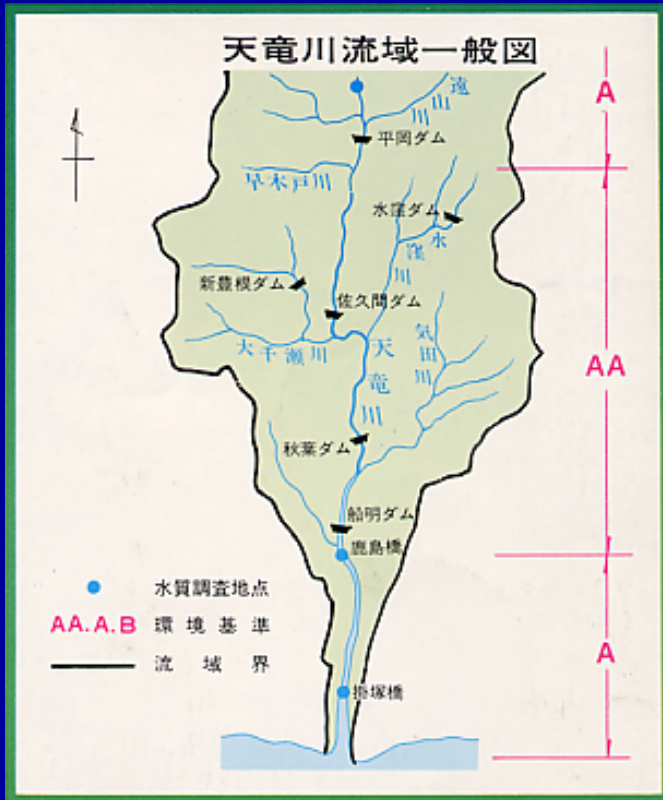 天竜川流域一般図
A
遠山川
平岡ダム
早木戸川
水窪ダム
水窪川
新豊根ダム
佐久間ダム
大千瀬川
天竜川
気田川
AA
秋葉ダム
船明ダム
鹿島橋
水質調査地点
AA.A.B 環境基準
流域界
A
掛塚橋